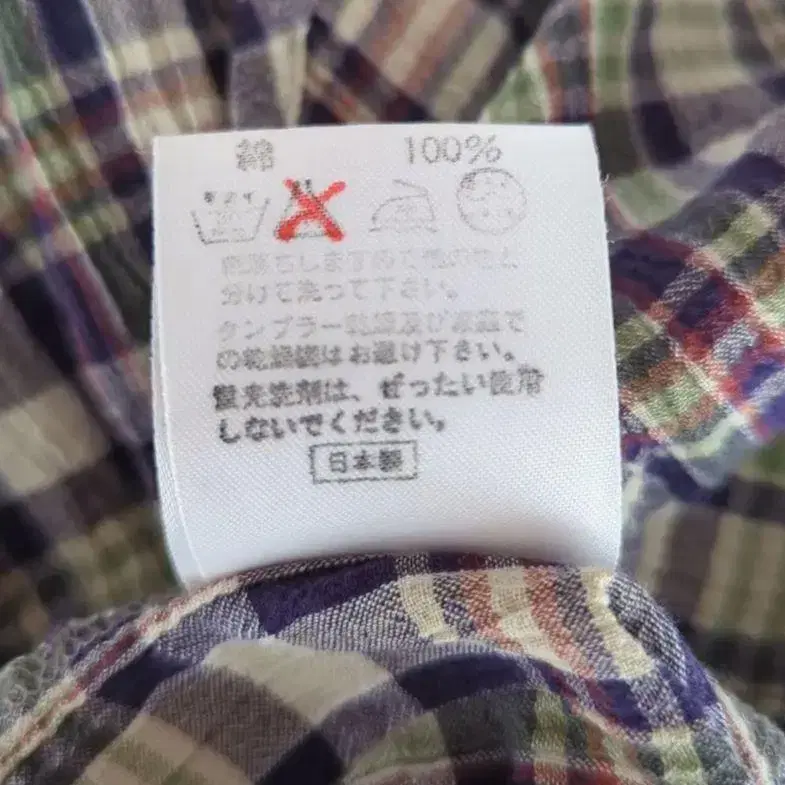 綿 100%
色落ちしますので他の物と
分けて洗って下さい。
タンブラー乾燥及び家庭で
の乾燥機はお避け下さい。
蛍光洗剤は、ぜったい使用
しないでください。
日本製